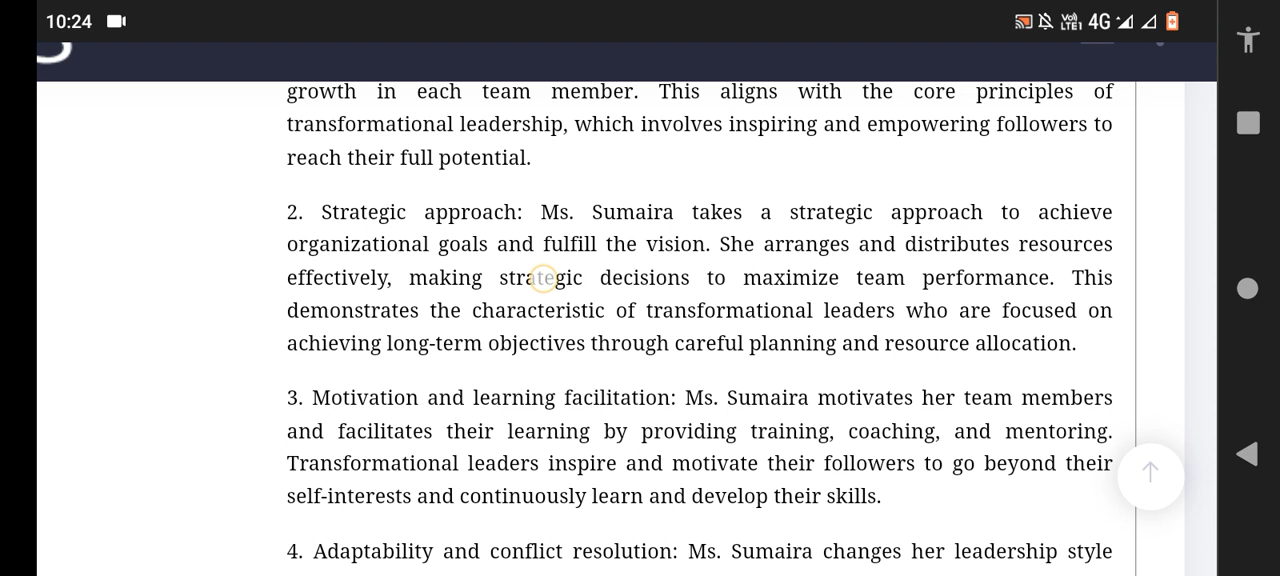 10:24
Vo)
LTE1
4G
growth in each team member. This aligns with the core principles of
transformational leadership, which involves inspiring and empowering followers to
reach their full potential.
2. Strategic approach: Ms. Sumaira takes a strategic approach to achieve
organizational goals and fulfill the vision. She arranges and distributes resources
effectively, making strategic decisions to maximize team performance. This
demonstrates the characteristic of transformational leaders who are focused on
achieving long-term objectives through careful planning and resource allocation.
3. Motivation and learning facilitation: Ms. Sumaira motivates her team members
and facilitates their learning by providing training, coaching, and mentoring.
Transformational leaders inspire and motivate their followers to go beyond their
self-interests and continuously learn and develop their skills.
4. Adaptability and conflict resolution: Ms. Sumaira changes her leadership style